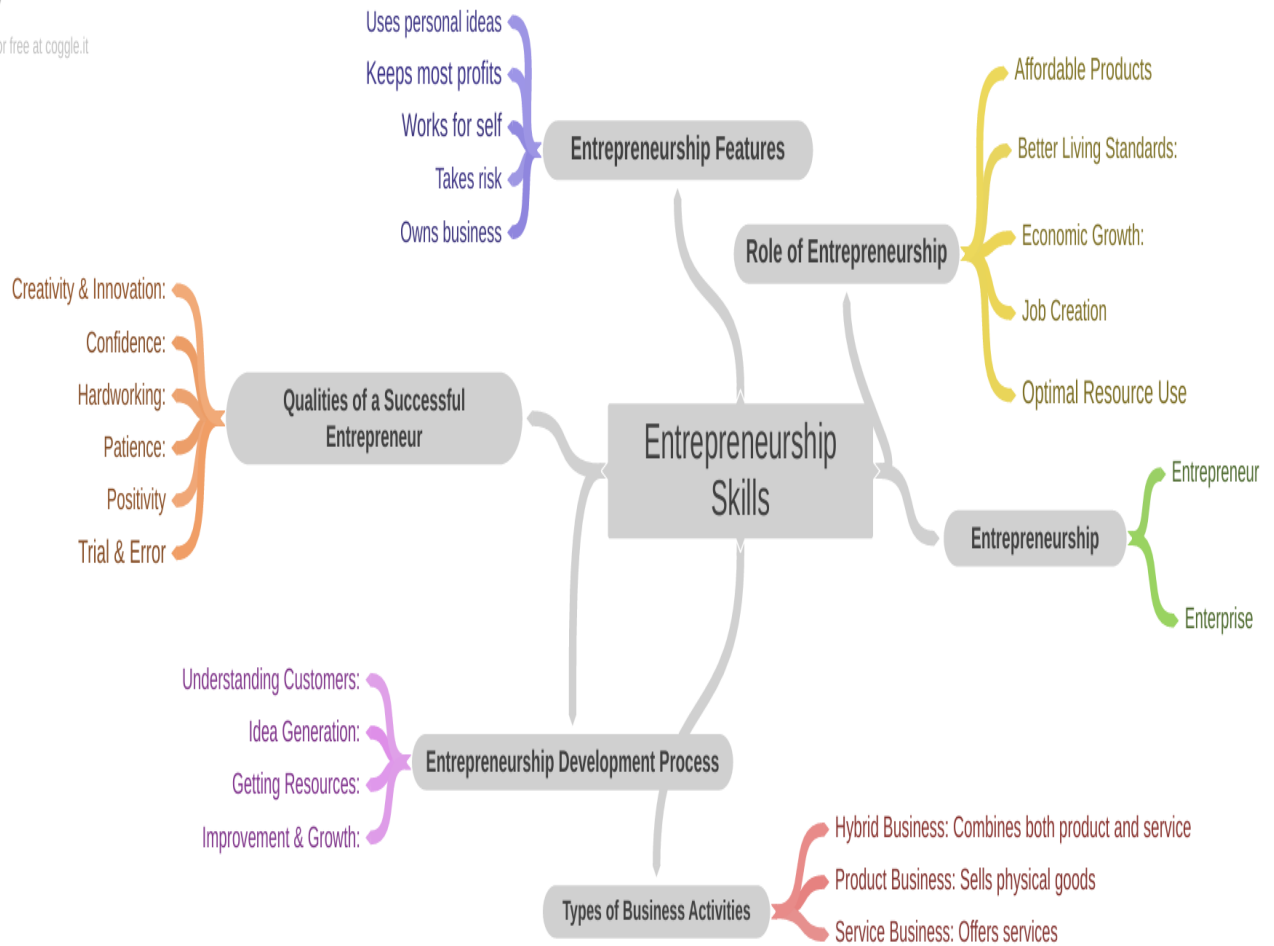 or free at coggle.it
Uses personal ideas
Keeps most profits
Works for self
Takes risk
Owns business
Entrepreneurship Features
Affordable Products
Better Living Standards:
Economic Growth:
Job Creation
Optimal Resource Use
Role of Entrepreneurship
Creativity & Innovation:
Confidence:
Hardworking:
Patience:
Positivity
Trial & Error
Qualities of a Successful
Entrepreneur
Entrepreneurship
Skills
Entrepreneurship
Entrepreneur
Enterprise
Understanding Customers:
Idea Generation:
Getting Resources:
Improvement & Growth:
Entrepreneurship Development Process
Types of Business Activities
Hybrid Business: Combines both product and service
Product Business: Sells physical goods
Service Business: Offers services